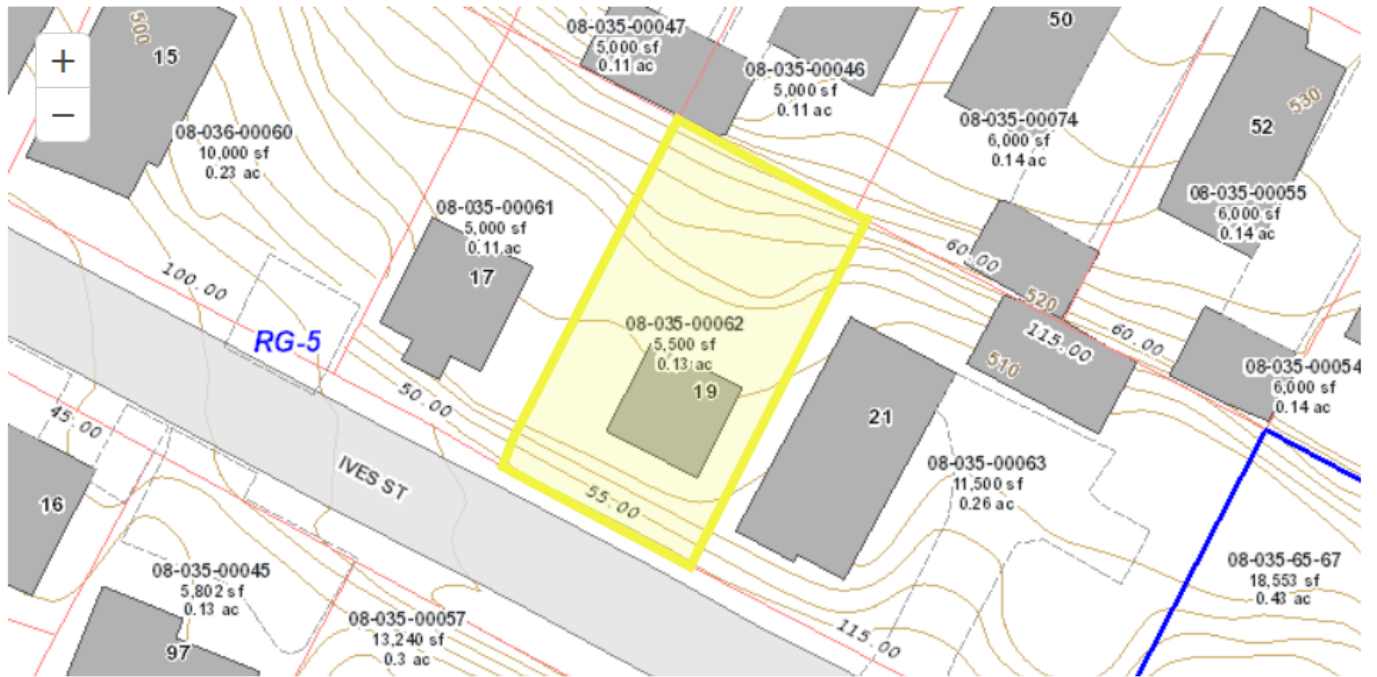 500
15
+
−
08-035-00047
5,000 sf
0.11 ac
50
08-035-00046
5,000 sf
0.11 ac
530
52
08-036-00060
10,000 sf
0.23 ac
08-035-00074
6,000 sf
0.14 ac
08-035-00055
6,000 sf
0.14 ac
08-035-00061
5,000 sf
0.11 ac
17
100.00
60.00
520
RG-5
08-035-00062
5,500 sf
0.13 ac
19
115.00
60.00
510
08-035-00054
6,000 sf
0.14 ac
50.00
45.00
21
IVES ST
55.00
08-035-00063
11,500 sf
0.26 ac
16
08-035-00045
5,802 sf
0.13 ac
97
08-035-00057
13,240 sf
0.3 ac
115.00
08-035-65-67
18,553 sf
0.43 ac